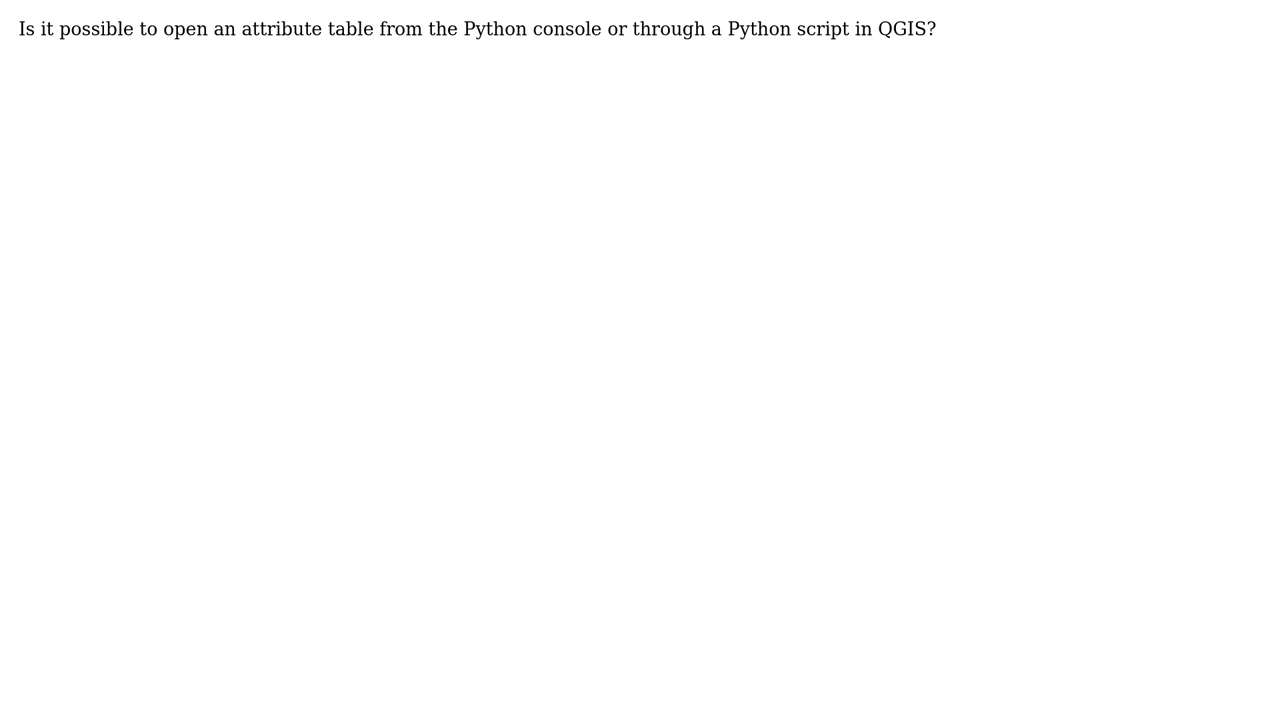 Is it possible to open an attribute table from the Python console or through a Python script in QGIS?